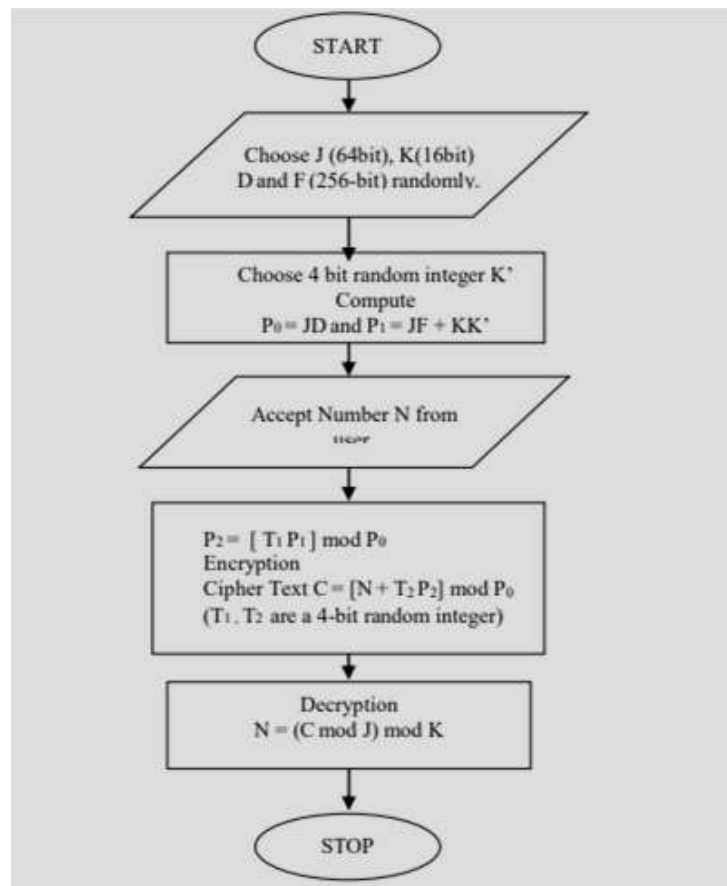 START
Choose J (64bit), K(16bit)
D and F (256-bit) randomly.
Choose 4 bit random integer K’
Compute
P₀ = JD and P₁ = JF + KK’
Accept Number N from
P₂ = [ T₁ P₁ ] mod P₀
Encryption
Cipher Text C = [N + T₂ P₂] mod P₀
(T₁ , T₂ are a 4-bit random integer)
Decryption
N = (C mod J) mod K
STOP